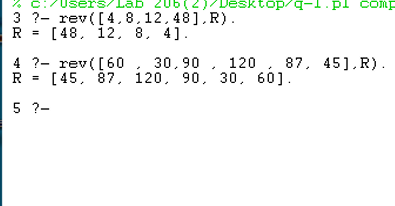 % c:/Users/Lab 206(2)/Desktop/q-1.pl comp
3 ?- rev([4,8,12,48],R).
R = [48, 12, 8, 4].
4 ?- rev([60 , 30,90 , 120 , 87, 45],R).
R = [45, 87, 120, 90, 30, 60].
5 ?-